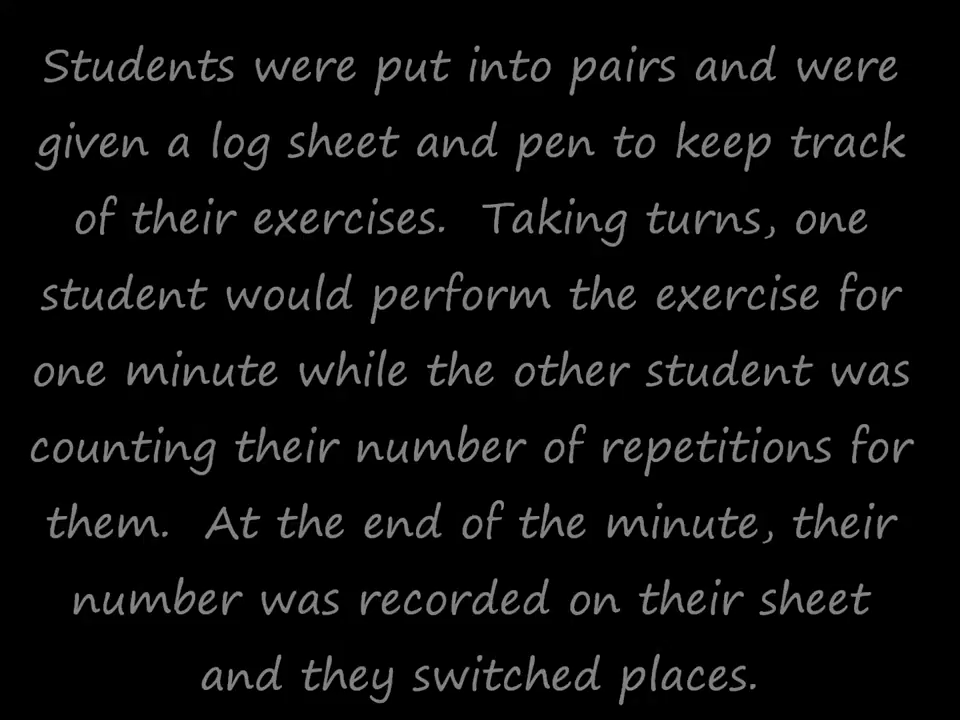 Students were put into pairs and were
given a log sheet and pen to keep track
of their exercises.  Taking turns, one
student would perform the exercise for
one minute while the other student was
counting their number of repetitions for
them.  At the end of the minute, their
number was recorded on their sheet
and they switched places.